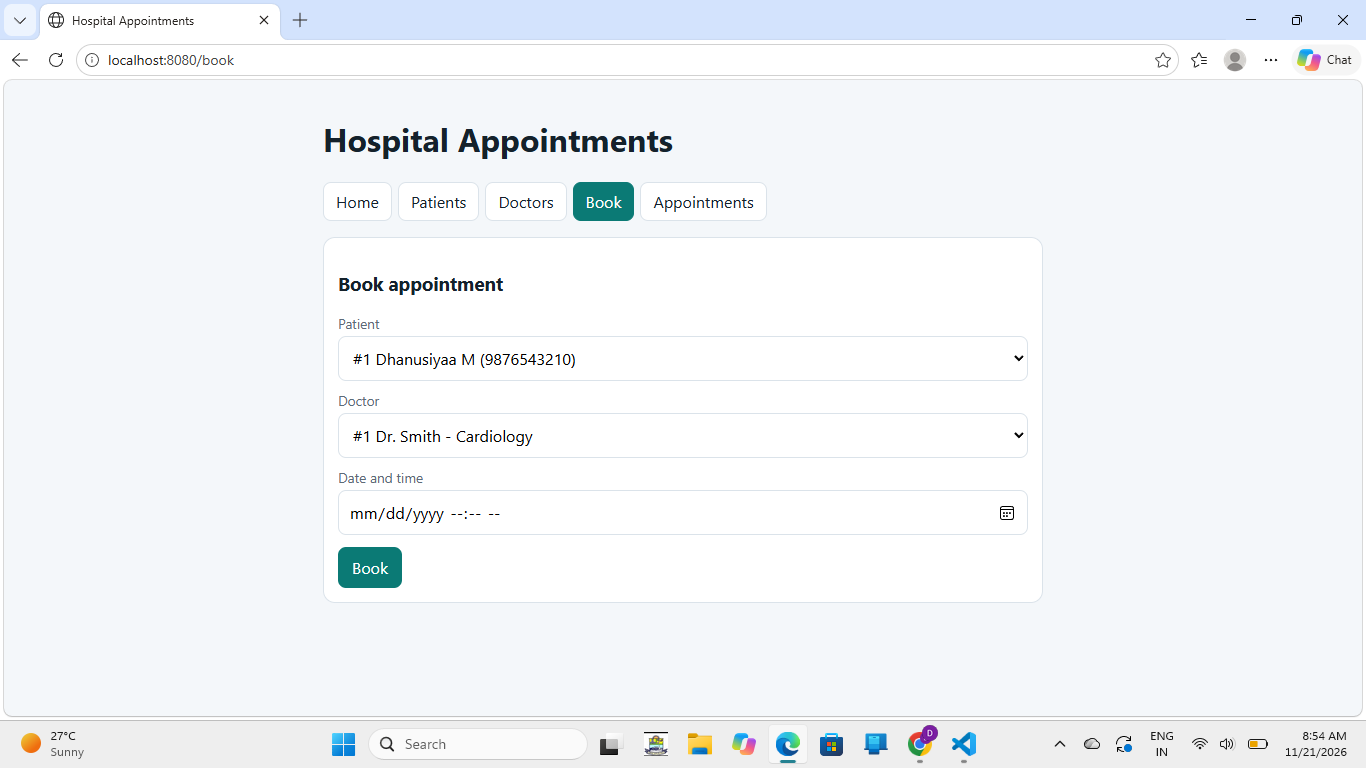 Hospital Appointments
localhost:8080/book
Chat
Hospital Appointments
Home Patients Doctors Book Appointments
Book appointment
Patient
#1 Dhanusiyaa M (9876543210)
Doctor
#1 Dr. Smith - Cardiology
Date and time
mm/dd/yyyy --:-- --
Book
27°C
Sunny
Search
D
ENG
IN
8:54 AM
11/21/2026